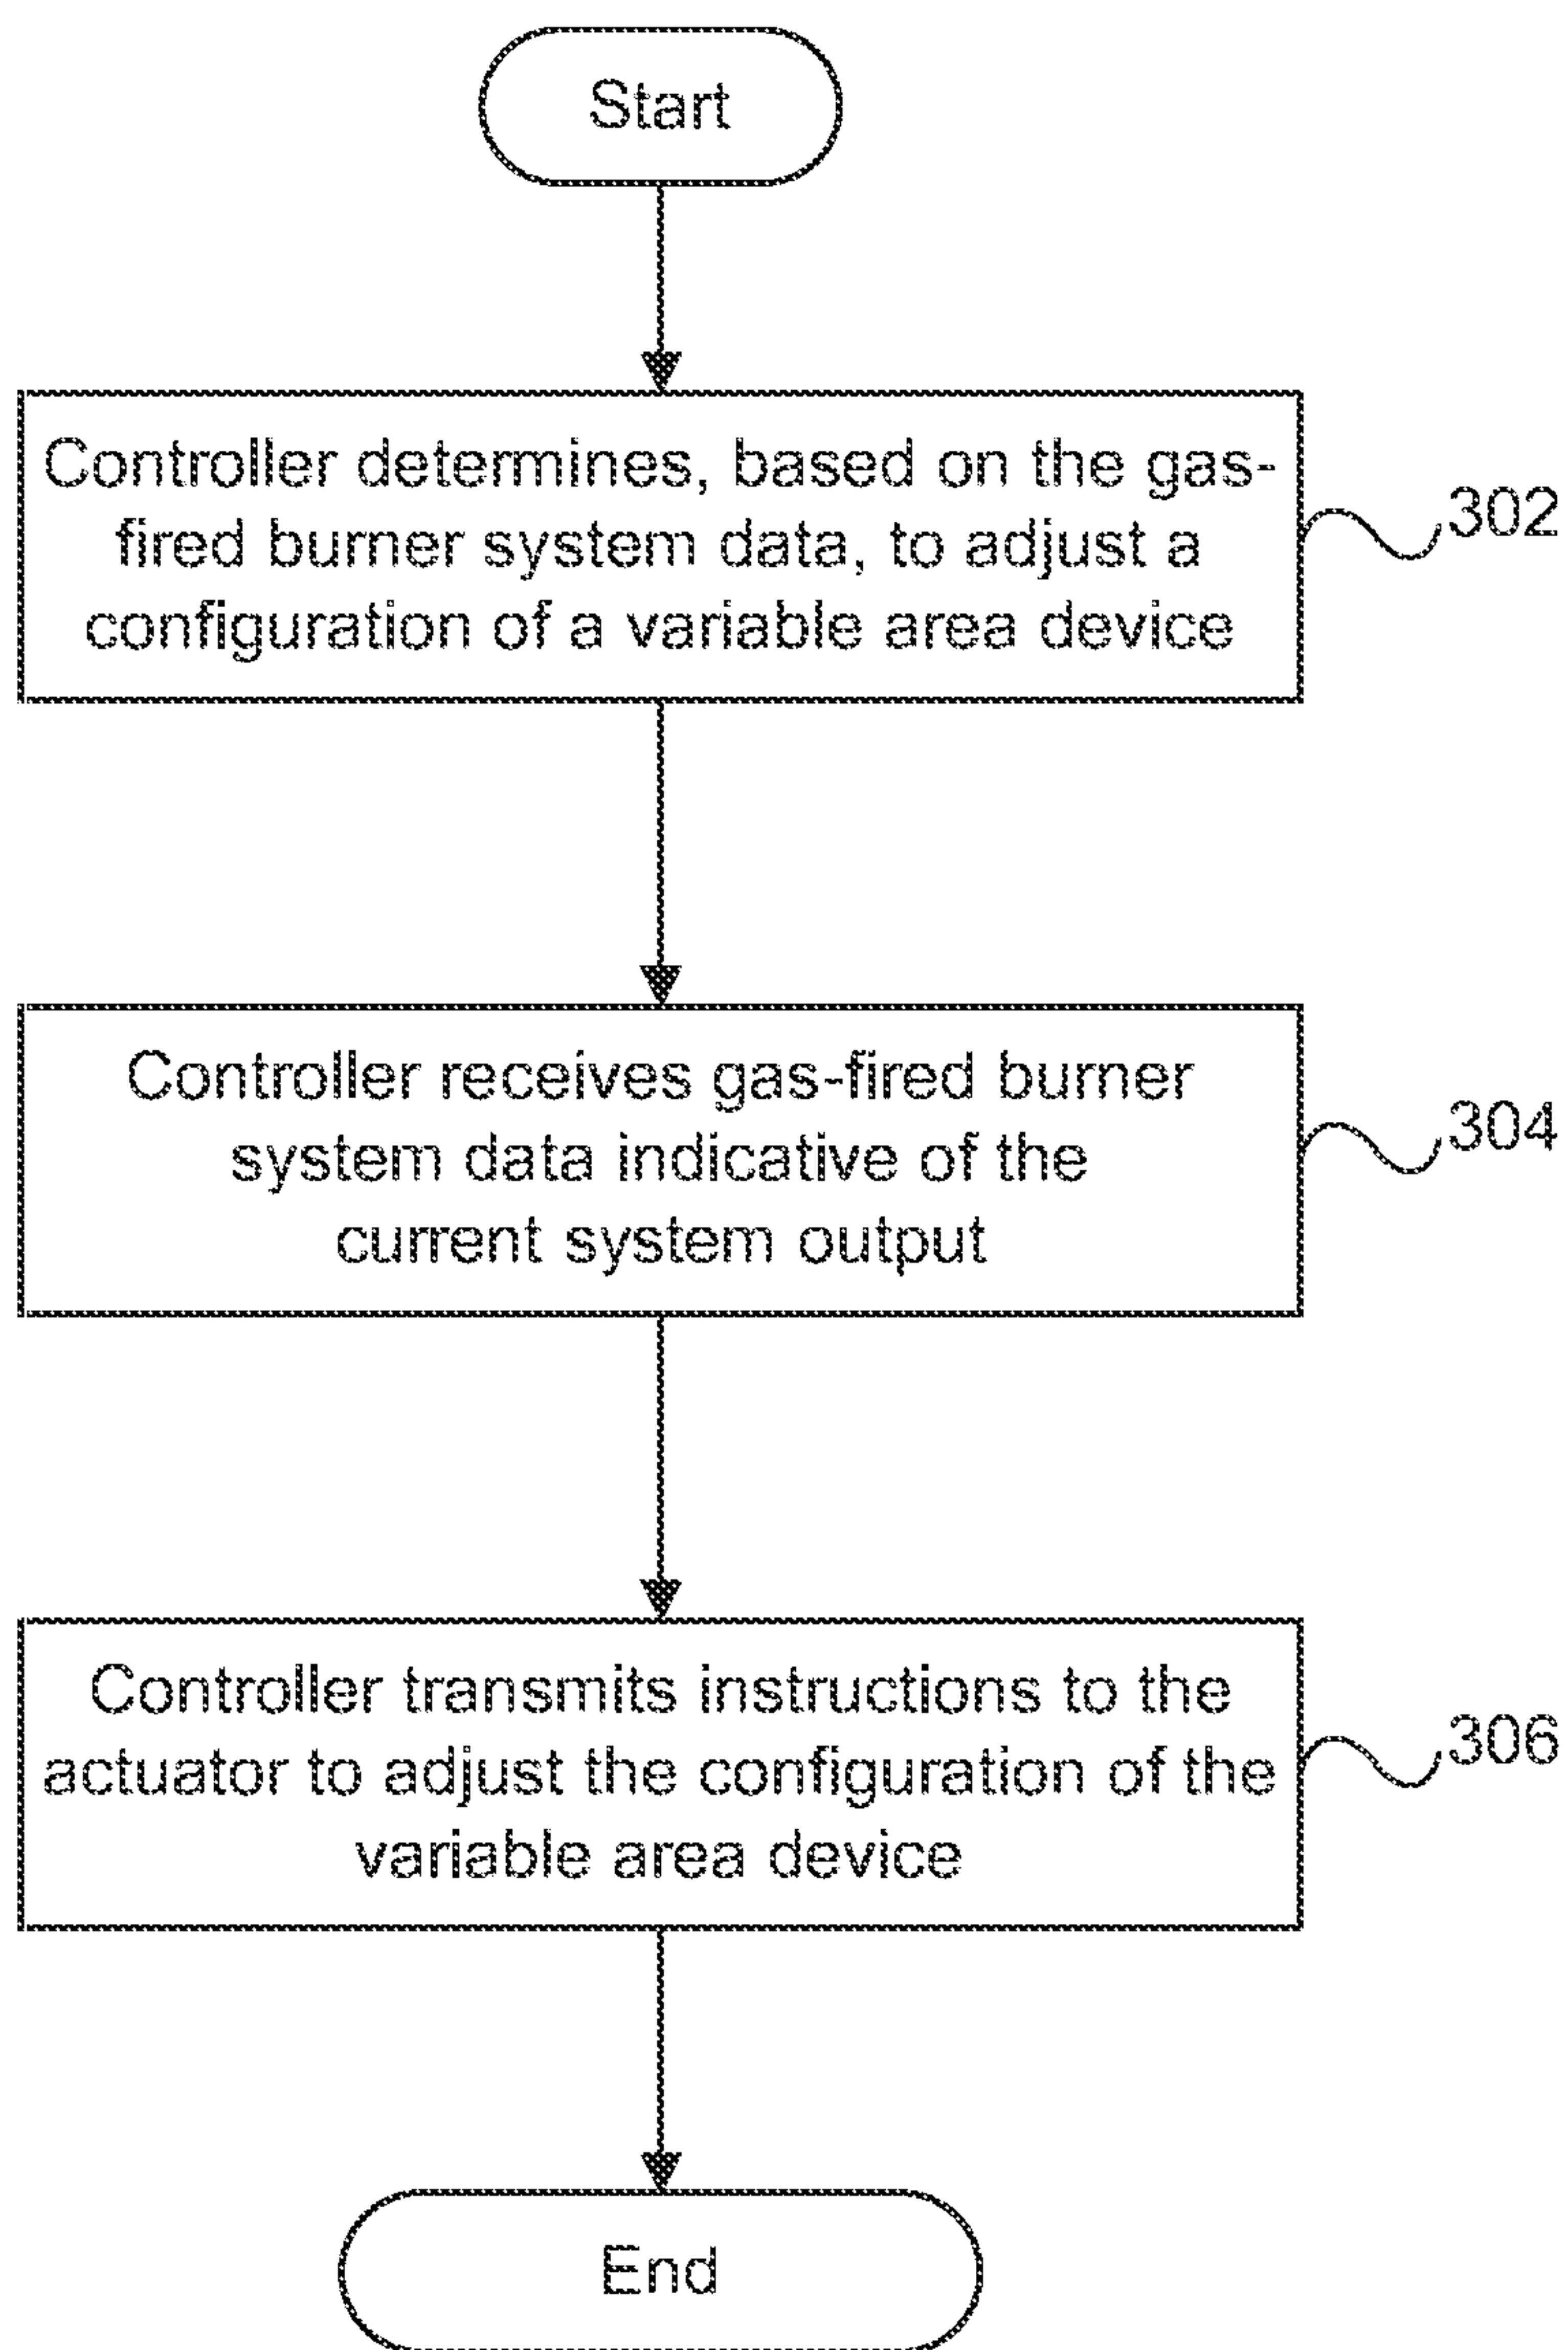 Start
Controller determines, based on the gas-
fired burner system data, to adjust a
configuration of a variable area device
302
Controller receives gas-fired burner
system data indicative of the
current system output
304
Controller transmits instructions to the
actuator to adjust the configuration of the
variable area device
306
End